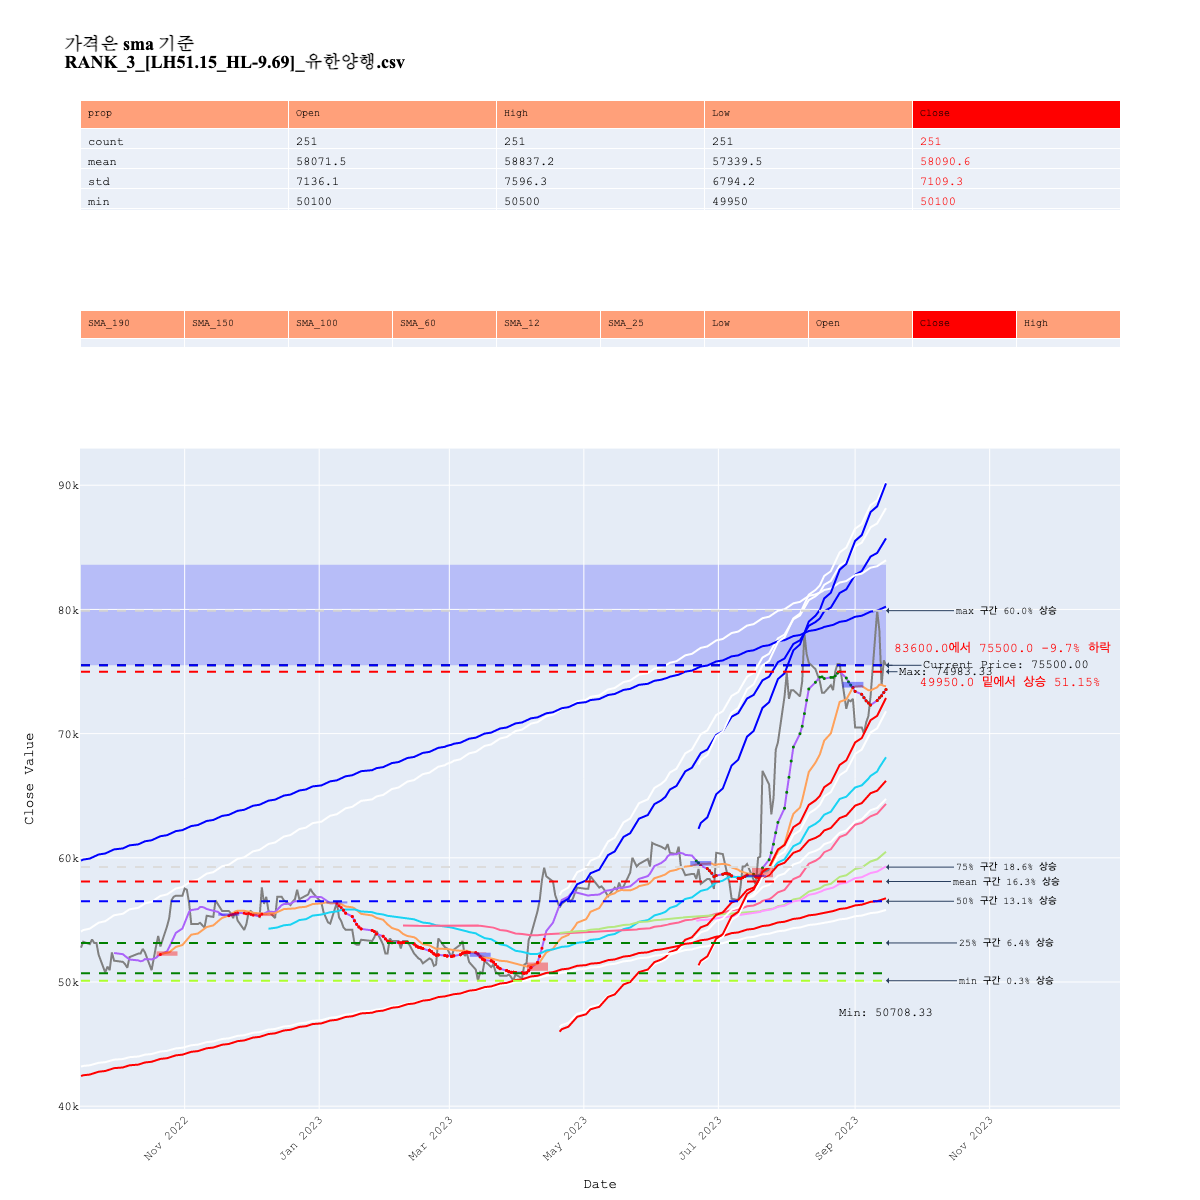 가격은 sma 기준
RANK_3_[LH51.15_HL-9.69]_유한양행.csv
prop Open High Low Close
count 251 251 251 251
mean 58071.5 58837.2 57339.5 58090.6
std 7136.1 7596.3 6794.2 7109.3
min 50100 50500 49950 50100
SMA_190 SMA_150 SMA_100 SMA_60 SMA_12 SMA_25 Low Open Close High
90k
80k
max 구간 60.0% 상승
83600.0에서 75500.0 -9.7% 하락
Current Price: 75500.00
Max: 74983.33
49950.0 밑에서 상승 51.15%
70k
Close Value
60k
75% 구간 18.6% 상승
mean 구간 16.3% 상승
50% 구간 13.1% 상승
25% 구간 6.4% 상승
50k
min 구간 0.3% 상승
Min: 50708.33
40k
Nov 2022 Jan 2023 Mar 2023 May 2023 Jul 2023 Sep 2023 Nov 2023
Date